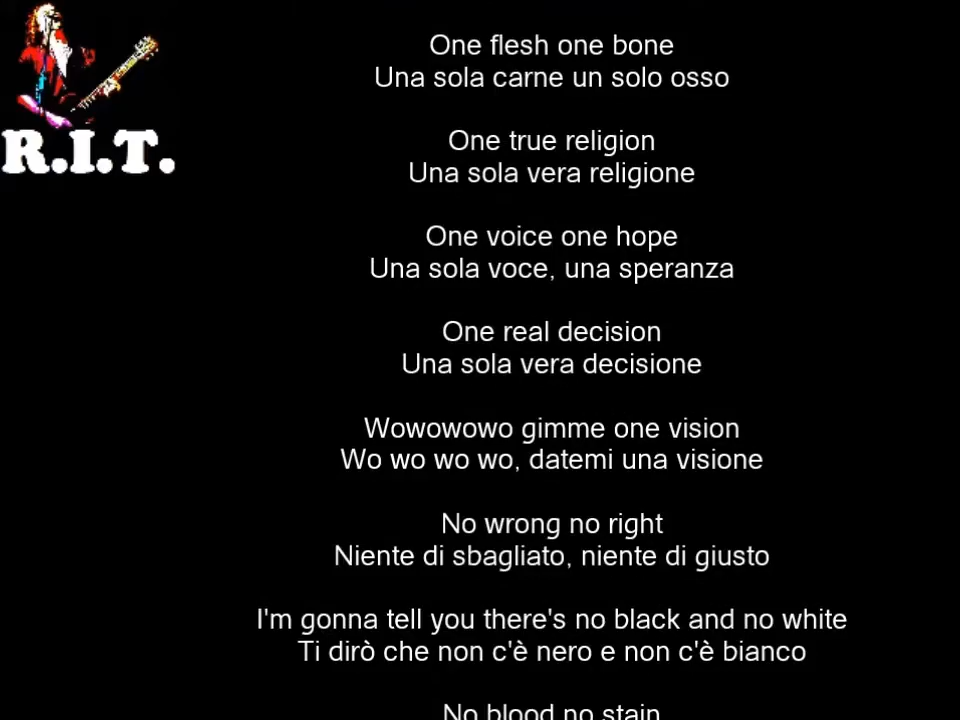 R.I.T.
One flesh one bone
Una sola carne un solo osso
One true religion
Una sola vera religione
One voice one hope
Una sola voce, una speranza
One real decision
Una sola vera decisione
Wowowowo gimme one vision
Wo wo wo wo, datemi una visione
No wrong no right
Niente di sbagliato, niente di giusto
I'm gonna tell you there's no black and no white
Ti dirò che non c'è nero e non c'è bianco
No blood no stain